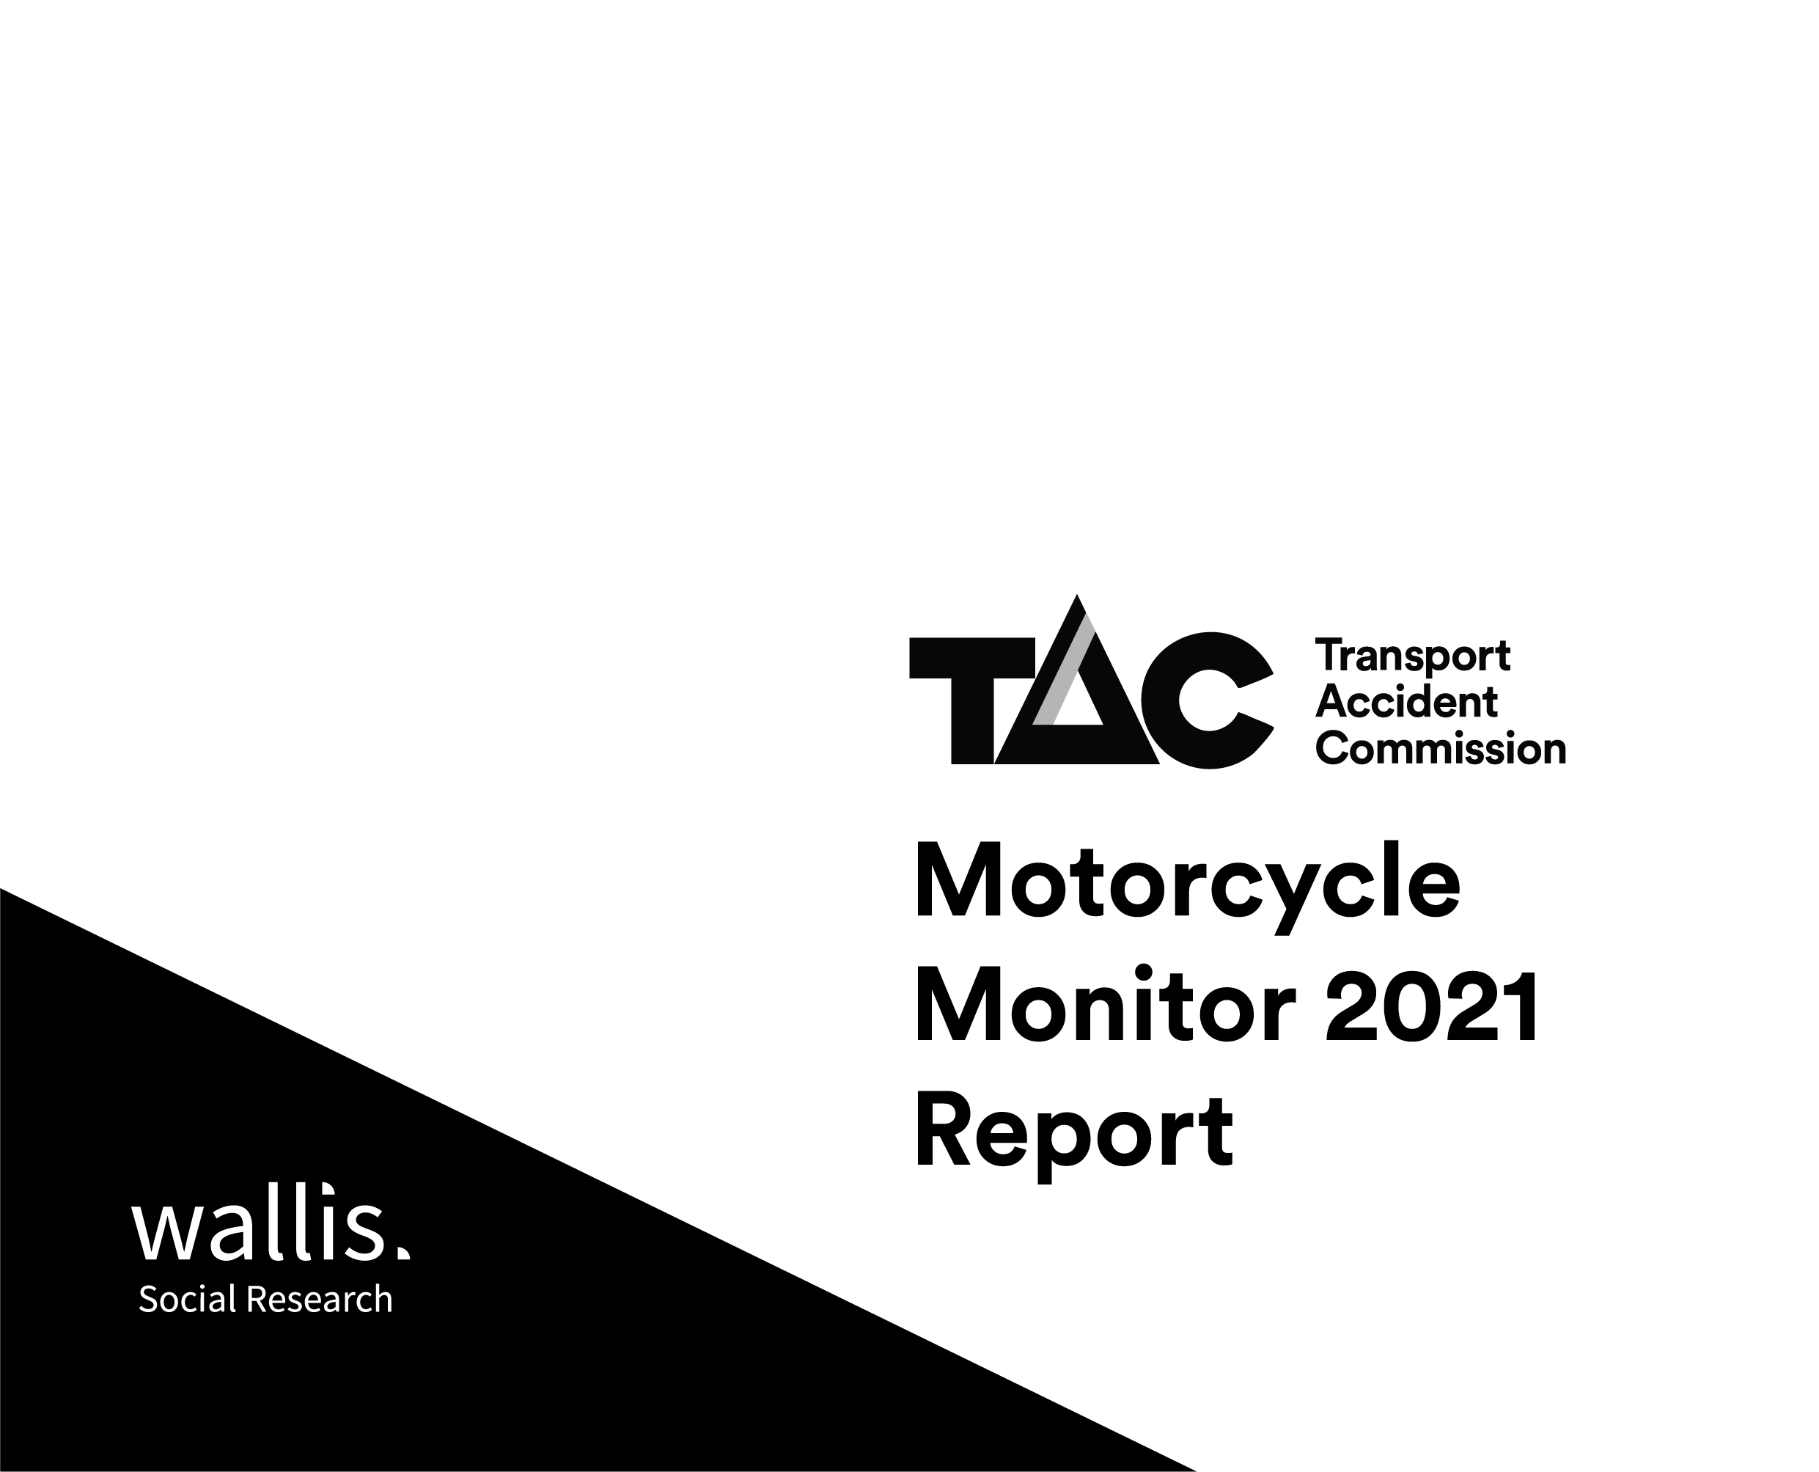 TAC
Transport
Accident
Commission
Motorcycle
Monitor 2021
Report
wallis.
Social Research